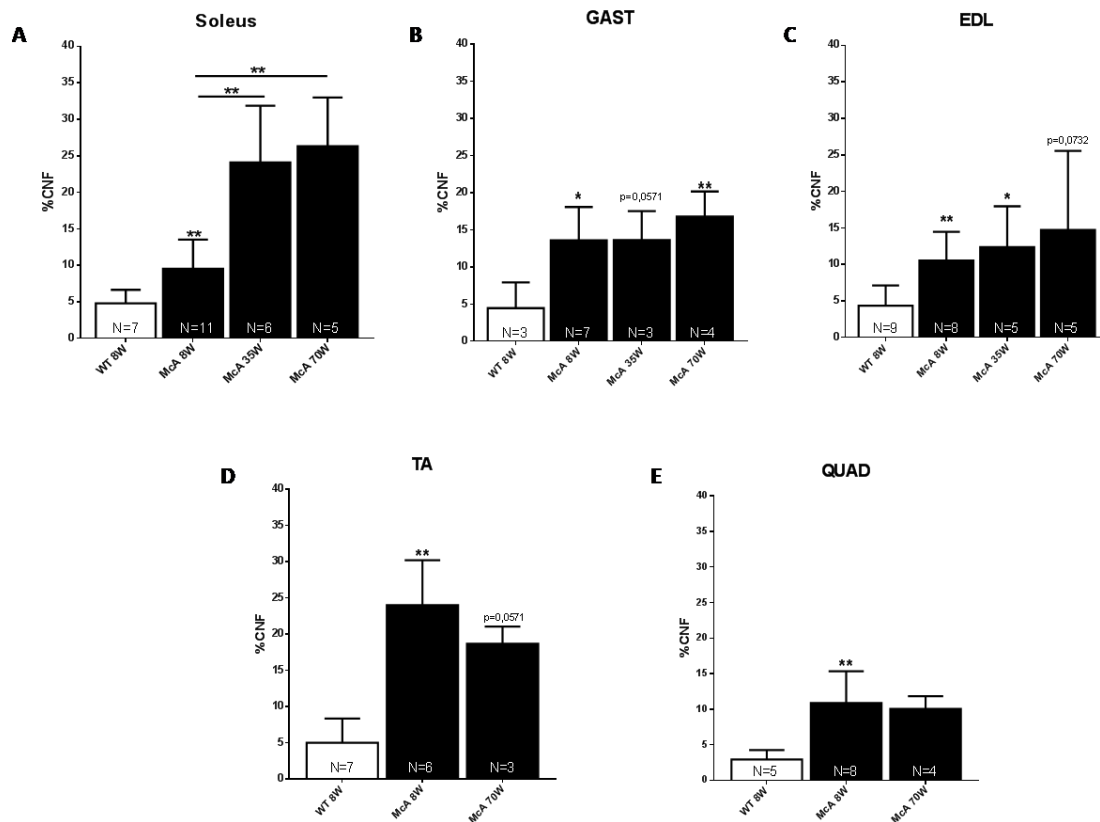 A
Soleus
%CNF
40
35
30
25
20
15
10
5
0
**
**
**
N=7
N=11
N=6
N=5
WT 8W
McA 8W
McA 35W
McA 70W
B
GAST
%CNF
40
35
30
25
20
15
10
5
0
*
p=0,0571
**
N=3
N=7
N=3
N=4
WT 8W
McA 8W
McA 35W
McA 70W
C
EDL
%CNF
40
35
30
25
20
15
10
5
0
**
*
p=0,0732
N=9
N=8
N=5
N=5
WT 8W
McA 8W
McA 35W
McA 70W
D
TA
%CNF
40
35
30
25
20
15
10
5
0
**
p=0,0571
N=7
N=6
N=3
WT 8W
McA 8W
McA 70W
E
QUAD
%CNF
40
35
30
25
20
15
10
5
0
**
N=5
N=8
N=4
WT 8W
McA 8W
McA 70W